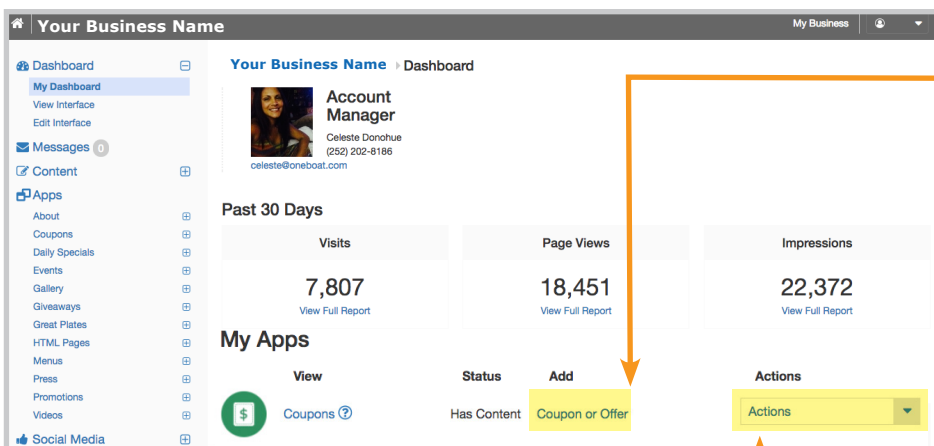 Your Business Name
My Business
Dashboard
My Dashboard
View Interface
Edit Interface
Messages 0
Content
Apps
About
Coupons
Daily Specials
Events
Gallery
Giveaways
Great Plates
HTML Pages
Menus
Press
Promotions
Videos
Social Media
Your Business Name Dashboard
Account
Manager
Celeste Donohue
(252) 202-8186
celeste@oneboat.com
Past 30 Days
Visits Page Views Impressions
7,807 18,451 22,372
View Full Report View Full Report View Full Report
My Apps
View Status Add Actions
$ Coupons ? Has Content Coupon or Offer Actions